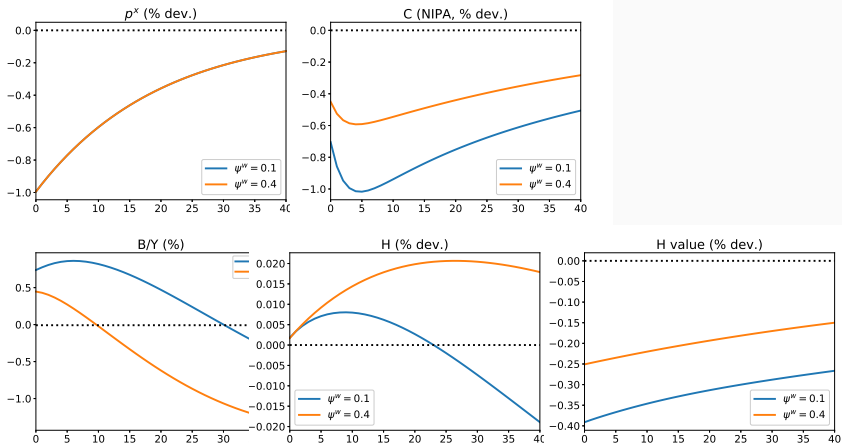 p^x (% dev.)
C (NIPA, % dev.)
0.0
−0.2
−0.4
−0.6
−0.8
−1.0
ψ^w = 0.1
ψ^w = 0.4
0 5 10 15 20 25 30 35 40
0.0
−0.2
−0.4
−0.6
−0.8
−1.0
ψ^w = 0.1
ψ^w = 0.4
0 5 10 15 20 25 30 35 40
B/Y (%)
H (% dev.)
H value (% dev.)
0.5
0.0
−0.5
−1.0
0 5 10 15 20 25 30
0.020
0.015
0.010
0.005
0.000
−0.005
−0.010
−0.015
−0.020
ψ^w = 0.1
ψ^w = 0.4
0 5 10 15 20 25 30 35 40
0.00
−0.05
−0.10
−0.15
−0.20
−0.25
−0.30
−0.35
−0.40
ψ^w = 0.1
ψ^w = 0.4
0 5 10 15 20 25 30 35 40